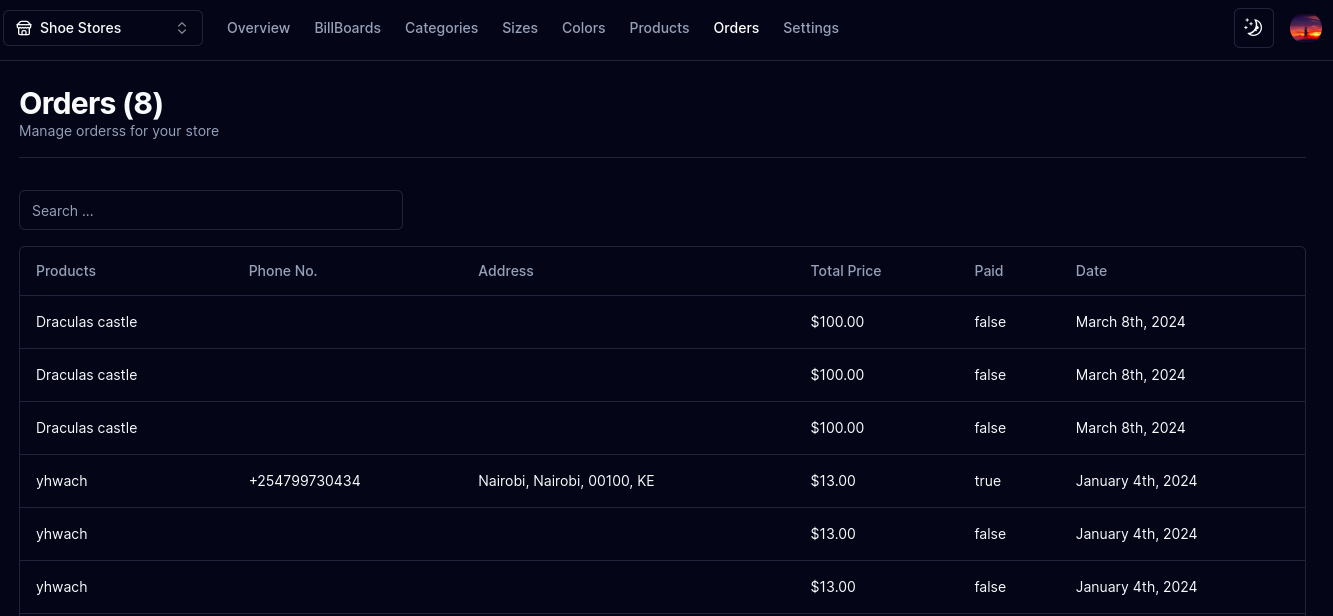 Shoe Stores Overview BillBoards Categories Sizes Colors Products Orders Settings
Orders (8)
Manage orderss for your store
Search ...
Products Phone No. Address Total Price Paid Date
Draculas castle $100.00 false March 8th, 2024
Draculas castle $100.00 false March 8th, 2024
Draculas castle $100.00 false March 8th, 2024
yhwach +254799730434 Nairobi, Nairobi, 00100, KE $13.00 true January 4th, 2024
yhwach $13.00 false January 4th, 2024
yhwach $13.00 false January 4th, 2024